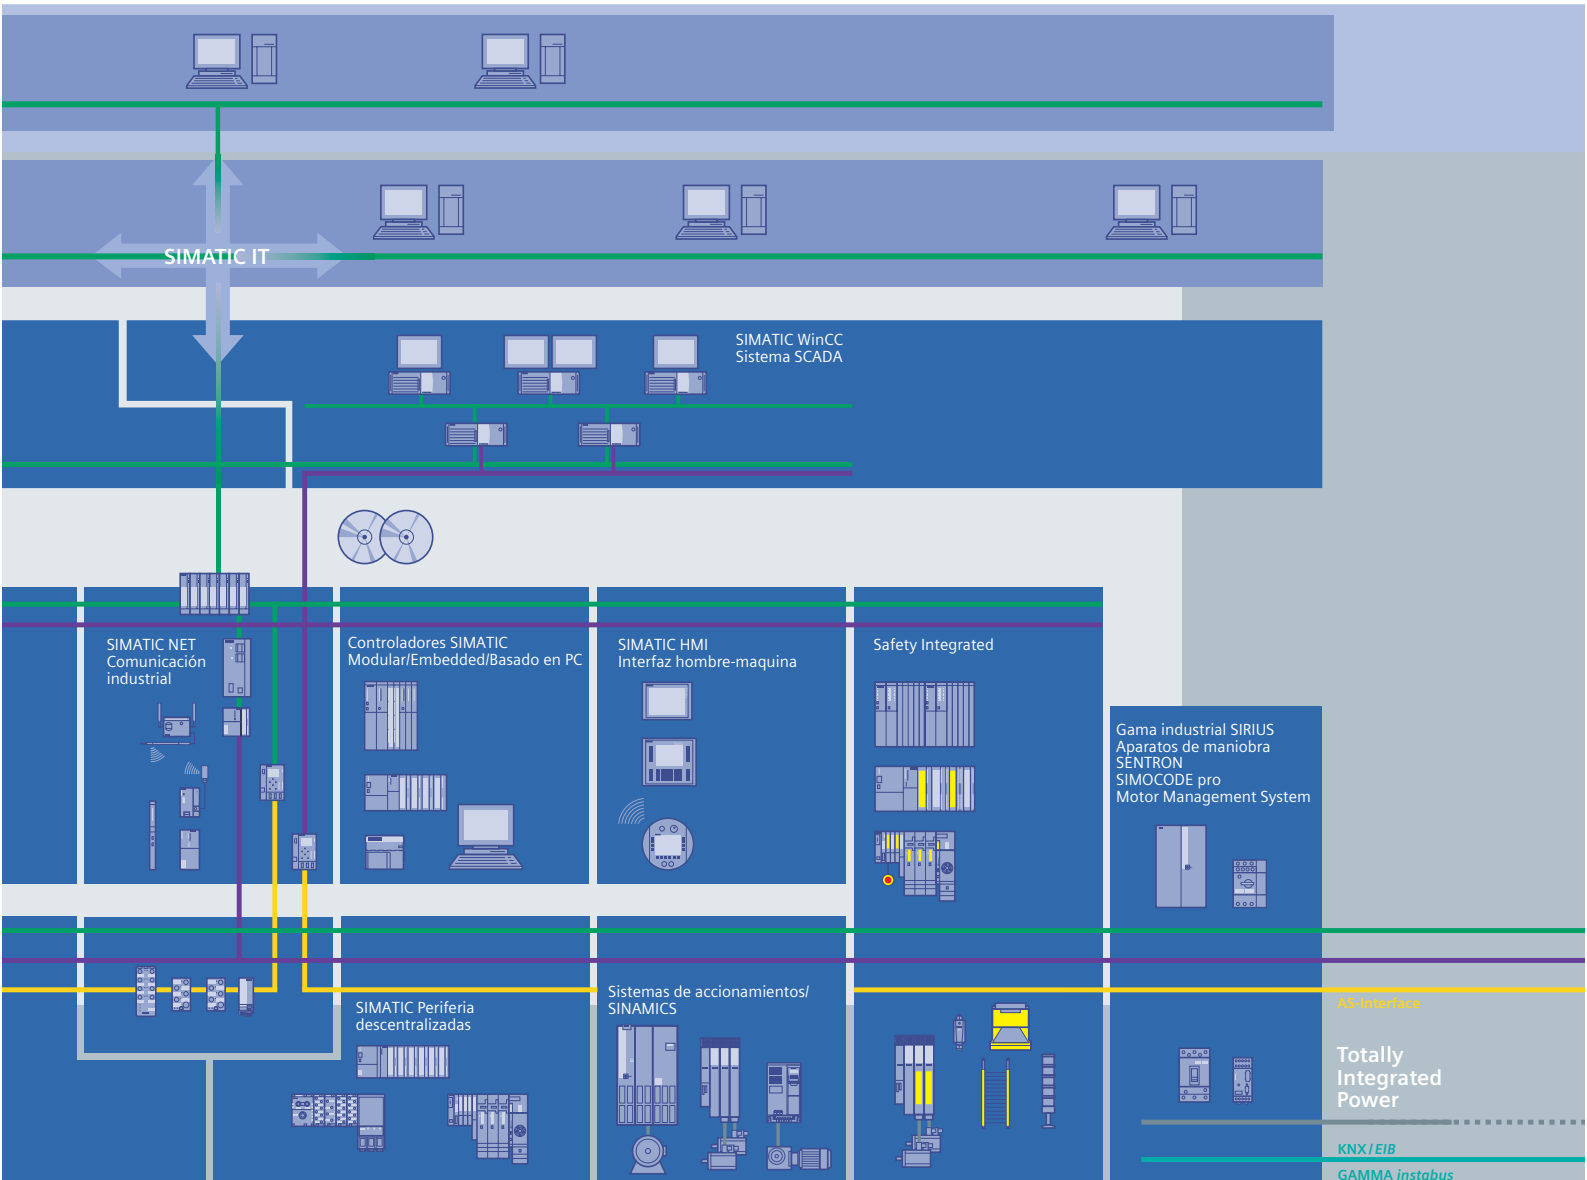 SIMATIC IT
SIMATIC WinCC
Sistema SCADA
SIMATIC NET
Comunicación
industrial
Controladores SIMATIC
Modular/Embedded/Basado en PC
SIMATIC HMI
Interfaz hombre-maquina
Safety Integrated
Gama industrial SIRIUS
Aparatos de maniobra
SENTRON
SIMOCODE pro
Motor Management System
SIMATIC Periferia
descentralizadas
Sistemas de accionamientos/
SINAMICS
AS-Interface
Totally
Integrated
Power
KNX/EIB
GAMMA instabus